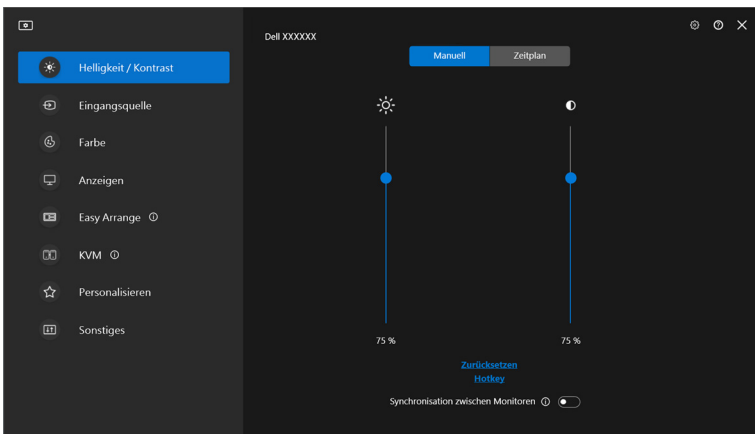 Dell XXXXXX
Manuell Zeitplan
Helligkeit / Kontrast
Eingangsquelle
Farbe
Anzeigen
Easy Arrange
KVM
Personalisieren
Sonstiges
75 % 75 %
Zurücksetzen
Hotkey
Synchronisation zwischen Monitoren